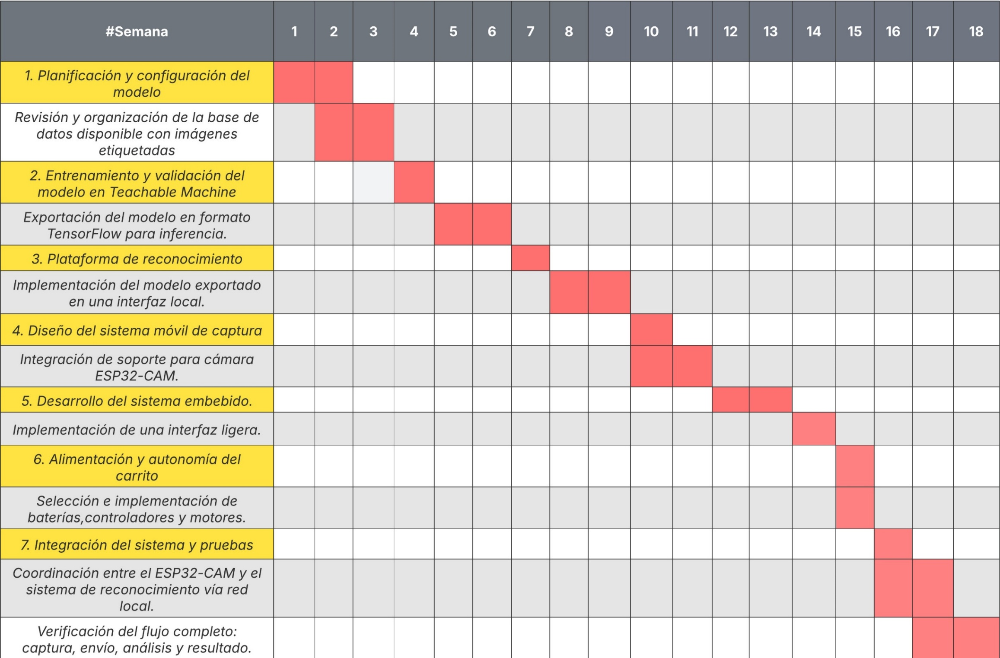 #Semana 1 2 3 4 5 6 7 8 9 10 11 12 13 14 15 16 17 18
1. Planificación y configuración del
modelo
Revisión y organización de la base de
datos disponible con imágenes
etiquetadas
2. Entrenamiento y validación del
modelo en Teachable Machine
Exportación del modelo en formato
TensorFlow para inferencia.
3. Plataforma de reconocimiento
Implementación del modelo exportado
en una interfaz local.
4. Diseño del sistema móvil de captura
Integración de soporte para cámara
ESP32-CAM.
5. Desarrollo del sistema embebido.
Implementación de una interfaz ligera.
6. Alimentación y autonomía del
carrito
Selección e implementación de
baterías,controladores y motores.
7. Integración del sistema y pruebas
Coordinación entre el ESP32-CAM y el
sistema de reconocimiento vía red
local.
Verificación del flujo completo:
captura, envío, análisis y resultado.